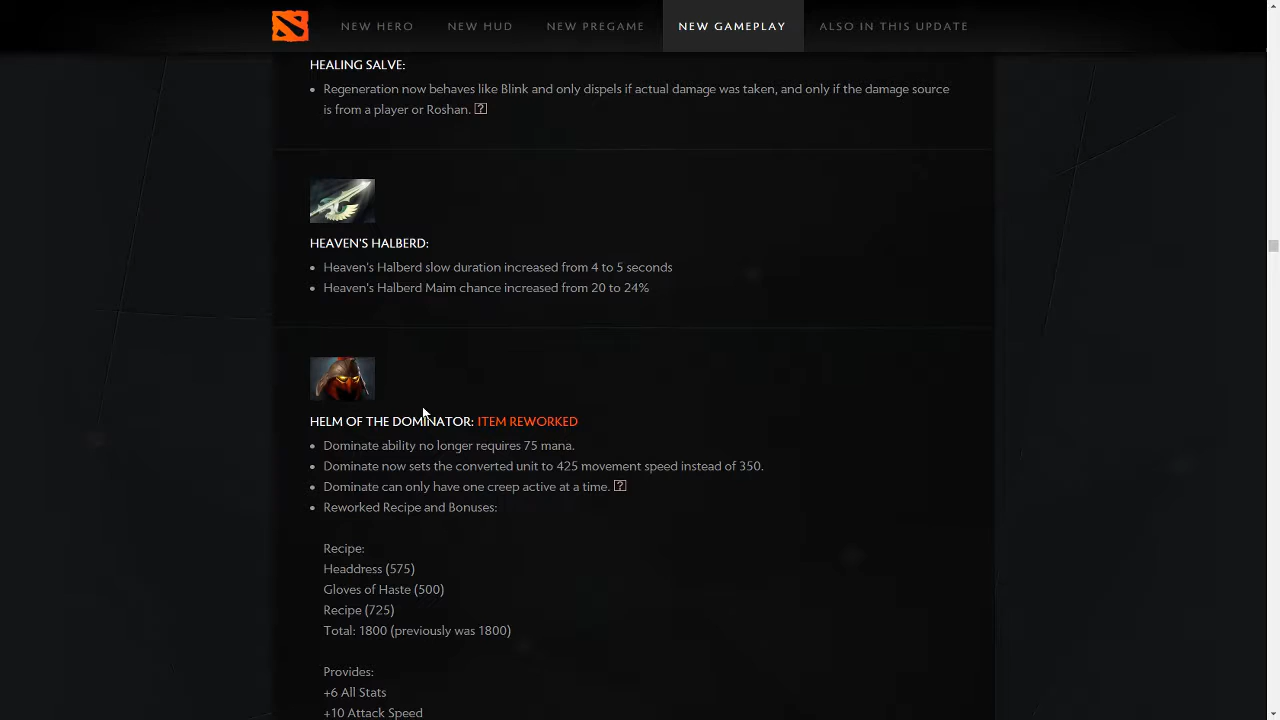 NEW HERO NEW HUD NEW PREGAME NEW GAMEPLAY ALSO IN THIS UPDATE
HEALING SALVE:
• Regeneration now behaves like Blink and only dispels if actual damage was taken, and only if the damage source
is from a player or Roshan. [?]
HEAVEN'S HALBERD:
• Heaven's Halberd slow duration increased from 4 to 5 seconds
• Heaven's Halberd Maim chance increased from 20 to 24%
HELM OF THE DOMINATOR: ITEM REWORKED
• Dominate ability no longer requires 75 mana.
• Dominate now sets the converted unit to 425 movement speed instead of 350.
• Dominate can only have one creep active at a time. [?]
• Reworked Recipe and Bonuses:
Recipe:
Headdress (575)
Gloves of Haste (500)
Recipe (725)
Total: 1800 (previously was 1800)
Provides:
+6 All Stats
+10 Attack Speed